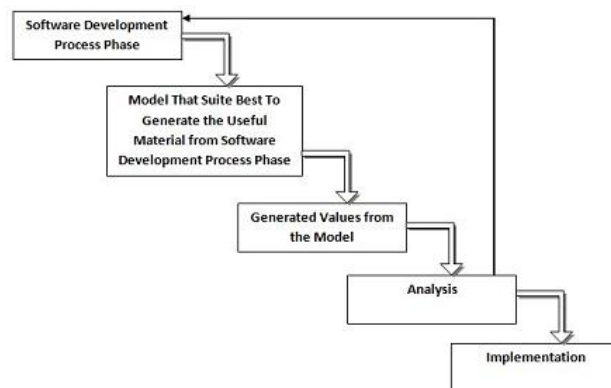 Software Development
Process Phase
Model That Suite Best To
Generate the Useful
Material from Software
Development Process Phase
Generated Values from
the Model
Analysis
Implementation